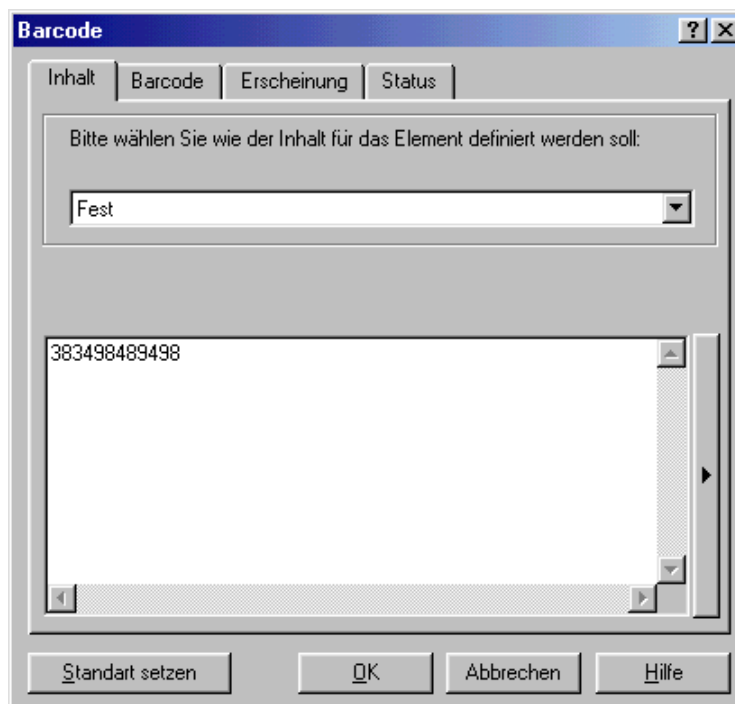 Barcode
Inhalt Barcode Erscheinung Status
Bitte wählen Sie wie der Inhalt für das Element definiert werden soll:
Fest
383498489498
Standart setzen OK Abbrechen Hilfe